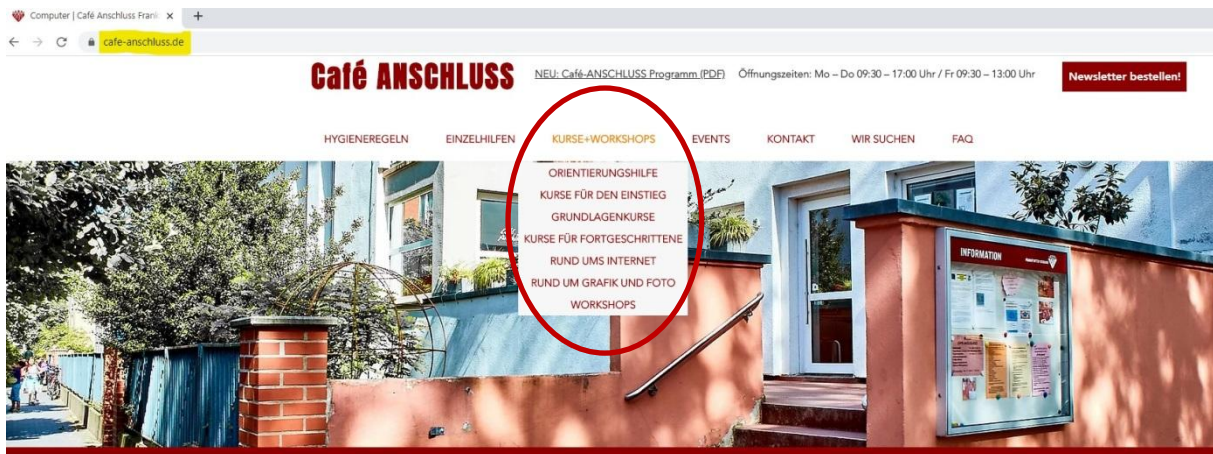 Computer | Café Anschluss Frank
cafe-anschluss.de
Café ANSCHLUSS NEU: Café-ANSCHLUSS Programm (PDF) Öffnungszeiten: Mo – Do 09:30 – 17:00 Uhr / Fr 09:30 – 13:00 Uhr Newsletter bestellen!
HYGIENEREGELN EINZELHILFEN KURSE+WORKSHOPS EVENTS KONTAKT WIR SUCHEN FAQ
ORIENTIERUNGSHILFE
KURSE FÜR DEN EINSTIEG
GRUNDLAGENKURSE
KURSE FÜR FORTGESCHRITTENE
RUND UMS INTERNET
RUND UM GRAFIK UND FOTO
WORKSHOPS
INFORMATION